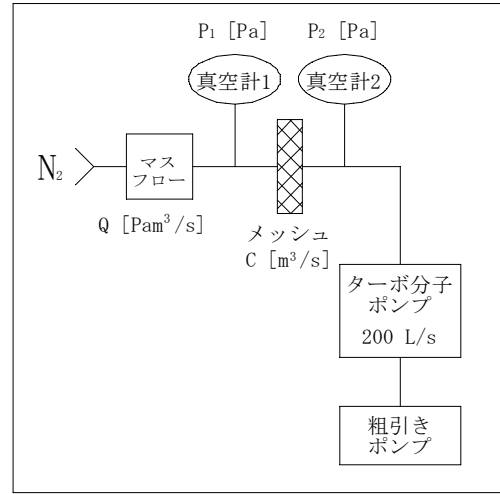 P₁ [Pa]
P₂ [Pa]
真空計1
真空計2
N₂
マス
フロー
Q [Pam³/s]
メッシュ
C [m³/s]
ターボ分子
ポンプ
200 L/s
粗引き
ポンプ